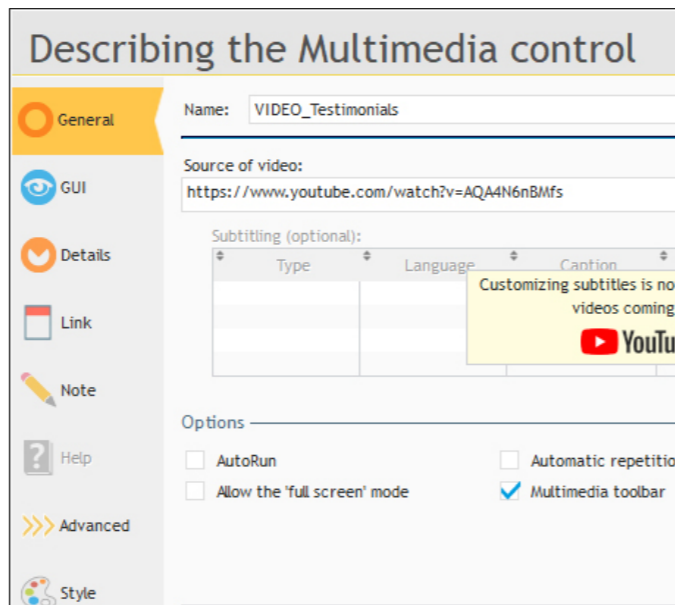 Describing the Multimedia control
General
Name: VIDEO_Testimonials
GUI
Source of video:
https://www.youtube.com/watch?v=AQA4N6nBMfs
Details
Subtitling (optional):
Type Language Caption
Customizing subtitles is no
videos coming
YouTu
Link
Note
Options
Help
AutoRun Automatic repetitio
Allow the 'full screen' mode Multimedia toolbar
Advanced
Style